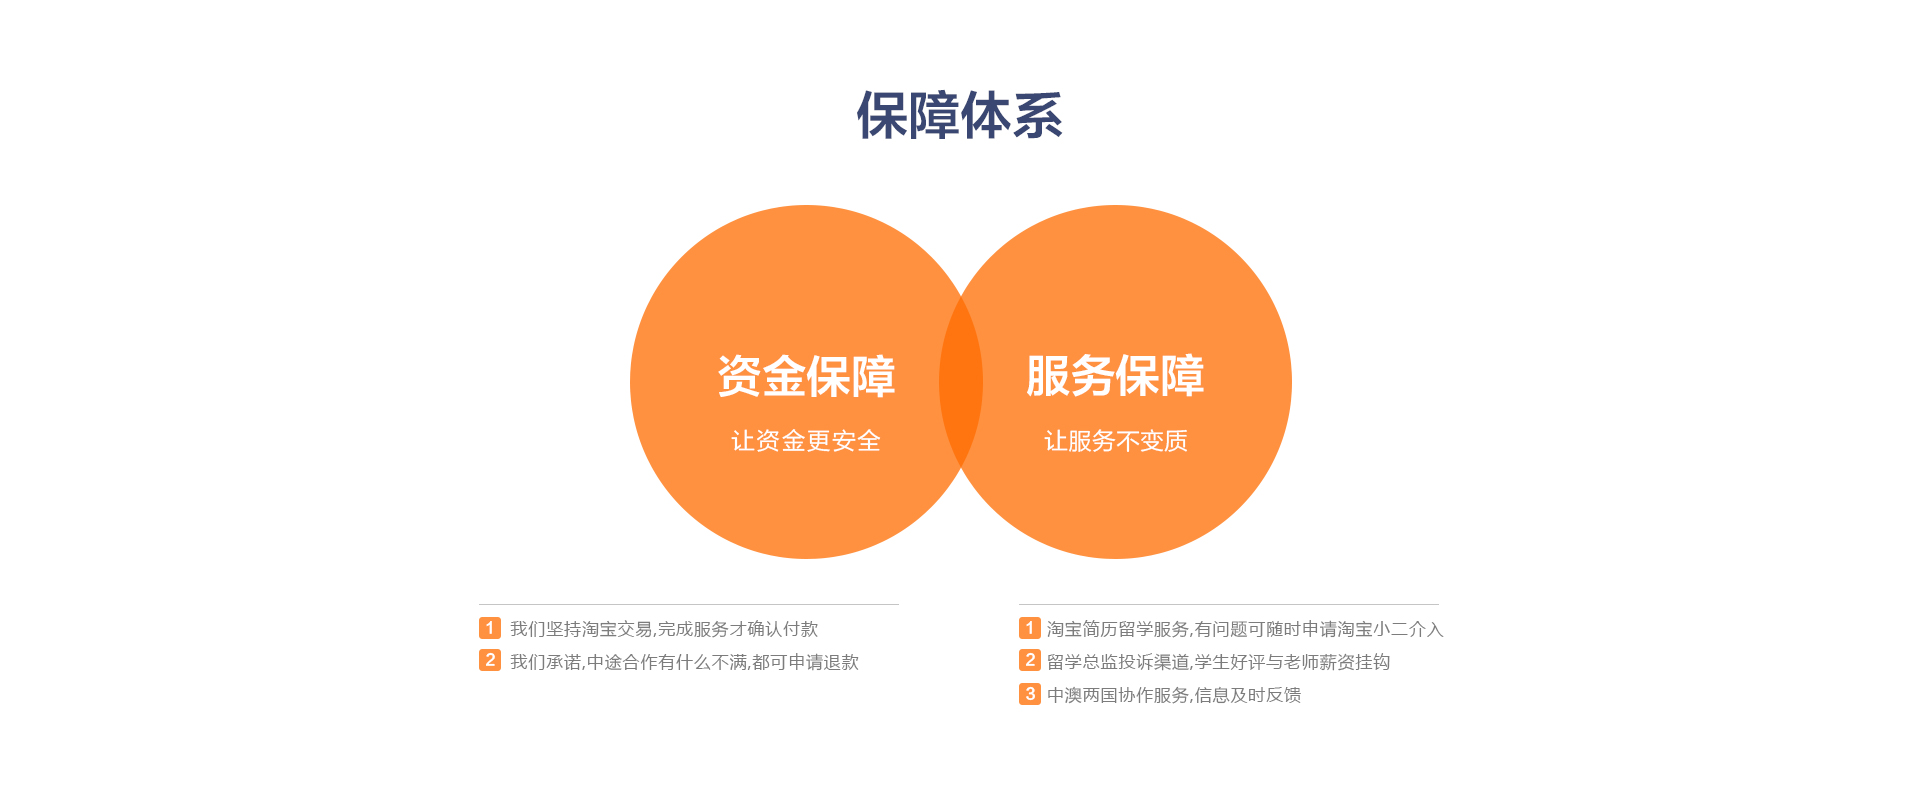 保障体系
资金保障
让资金更安全
服务保障
让服务不变质
1 我们坚持淘宝交易,完成服务才确认付款
2 我们承诺,中途合作有什么不满,都可申请退款
1 淘宝简历留学服务,有问题可随时申请淘宝小二介入
2 留学总监投诉渠道,学生好评与老师薪资挂钩
3 中澳两国协作服务,信息及时反馈